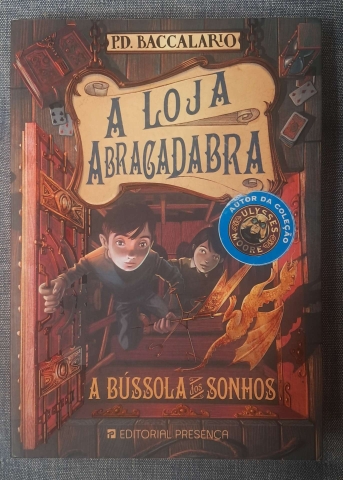 P.D. BACCALARIO
A LOJA
ABRACADABRA
AUTOR DA COLEÇÃO
ULYSSES
MOORE
A BÚSSOLA dos SONHOS
EDITORIAL PRESENÇA